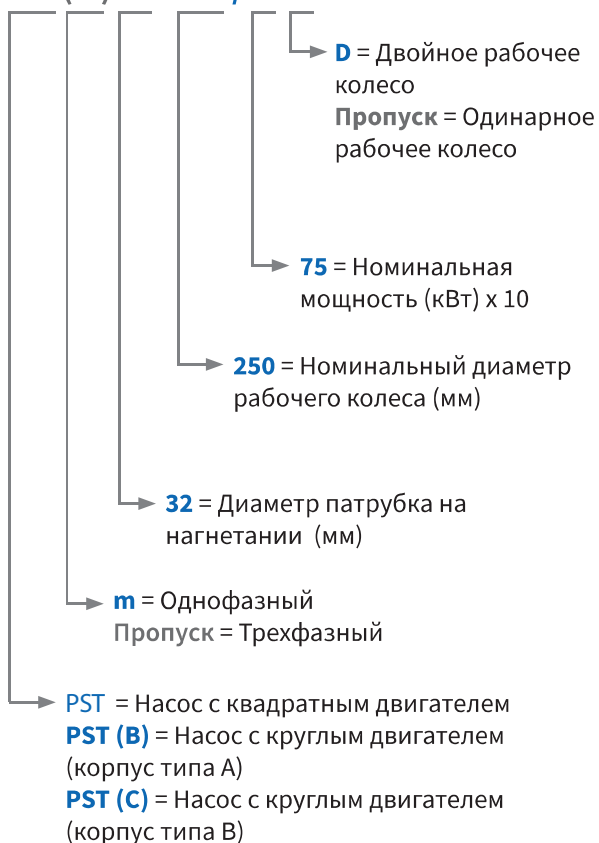 D = Двойное рабочее
колесо
Пропуск = Одинарное
рабочее колесо
75 = Номинальная
мощность (кВт) x 10
250 = Номинальный диаметр
рабочего колеса (мм)
32 = Диаметр патрубка на
нагнетании (мм)
m = Однофазный
Пропуск = Трехфазный
PST = Насос с квадратным двигателем
PST (B) = Насос с круглым двигателем
(корпус типа A)
PST (C) = Насос с круглым двигателем
(корпус типа B)